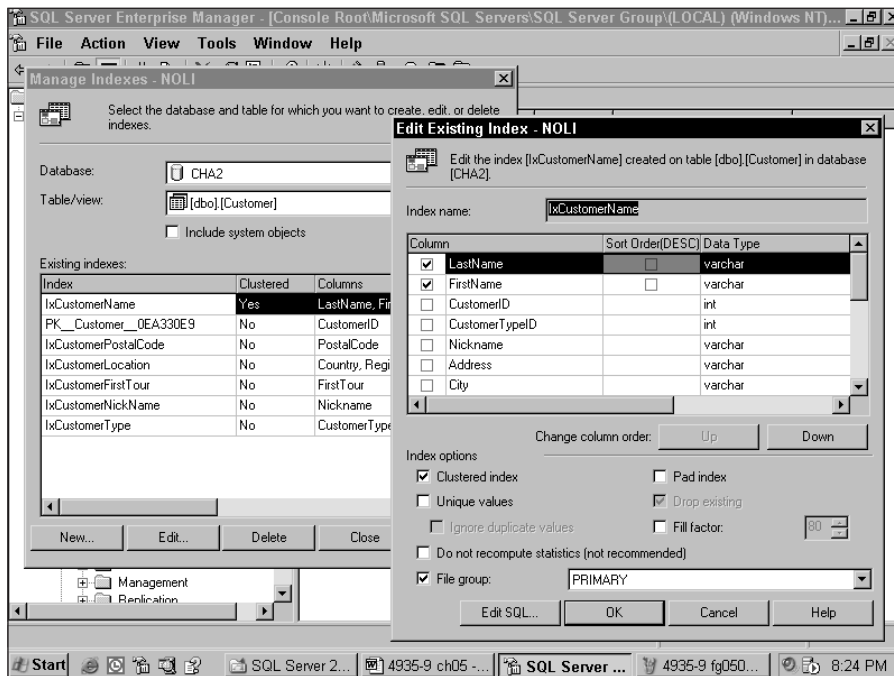 SQL Server Enterprise Manager - [Console Root\Microsoft SQL Servers\SQL Server Group\(LOCAL) (Windows NT)...
File Action View Tools Window Help
Manage Indexes - NOLI
Select the database and table for which you want to create, edit, or delete
indexes.
Database: CHA2
Table/view: [dbo].[Customer]
Include system objects
Existing indexes:
Index Clustered Columns
IxCustomerName Yes LastName, Fir
PK__Customer__0EA330E9 No CustomerID
IxCustomerPostalCode No PostalCode
IxCustomerLocation No Country, Regi
IxCustomerFirstTour No FirstTour
IxCustomerNickName No Nickname
IxCustomerType No CustomerType
New... Edit... Delete Close
Management
Replication
Edit Existing Index - NOLI
Edit the index [IxCustomerName] created on table [dbo].[Customer] in database
[CHA2].
Index name: IxCustomerName
Column Sort Order(DESC) Data Type
LastName varchar
FirstName varchar
CustomerID int
CustomerTypeID int
Nickname varchar
Address varchar
City varchar
Change column order: Up Down
Index options
Clustered index Pad index
Unique values Drop existing
Ignore duplicate values Fill factor: 80
Do not recompute statistics (not recommended)
File group: PRIMARY
Edit SQL... OK Cancel Help
Start SQL Server 2... 4935-9 ch05 -... SQL Server ... 4935-9 fg050... 8:24 PM